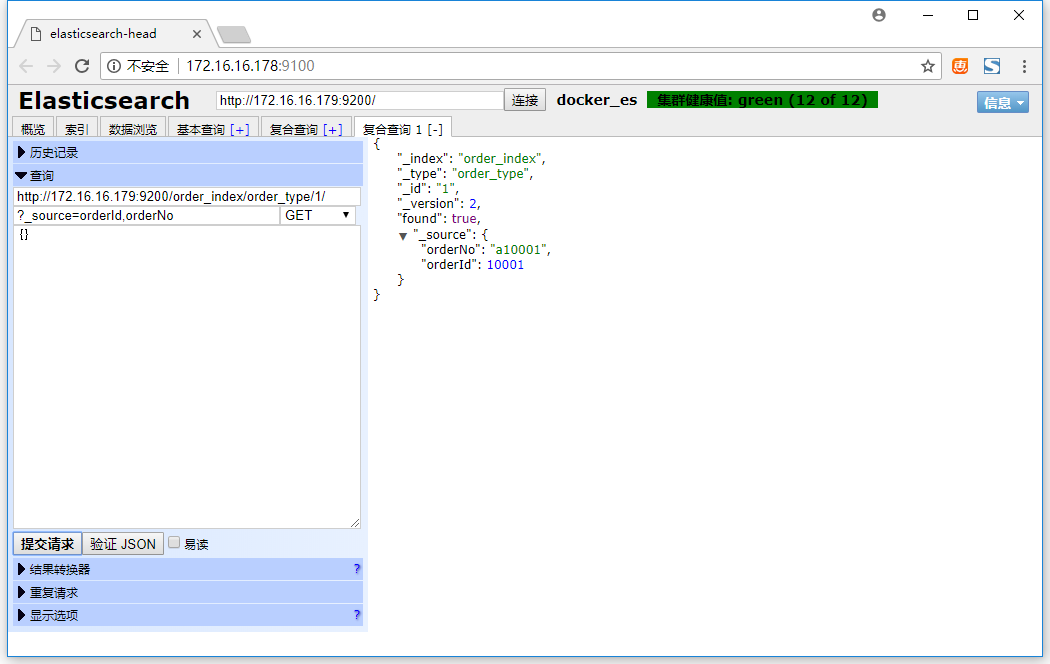 elasticsearch-head
不安全 172.16.16.178:9100
Elasticsearch http://172.16.16.179:9200/ 连接 docker_es 集群健康值: green (12 of 12) 信息
概览 索引 数据浏览 基本查询 [+] 复合查询 [+] 复合查询 1 [-]
历史记录
查询
http://172.16.16.179:9200/order_index/order_type/1/
?_source=orderId,orderNo GET
{}
提交请求 验证 JSON 易读
结果转换器 ?
重复请求
显示选项 ?
{
"_index": "order_index",
"_type": "order_type",
"_id": "1",
"_version": 2,
"found": true,
"_source": {
"orderNo": "a10001",
"orderId": 10001
}
}